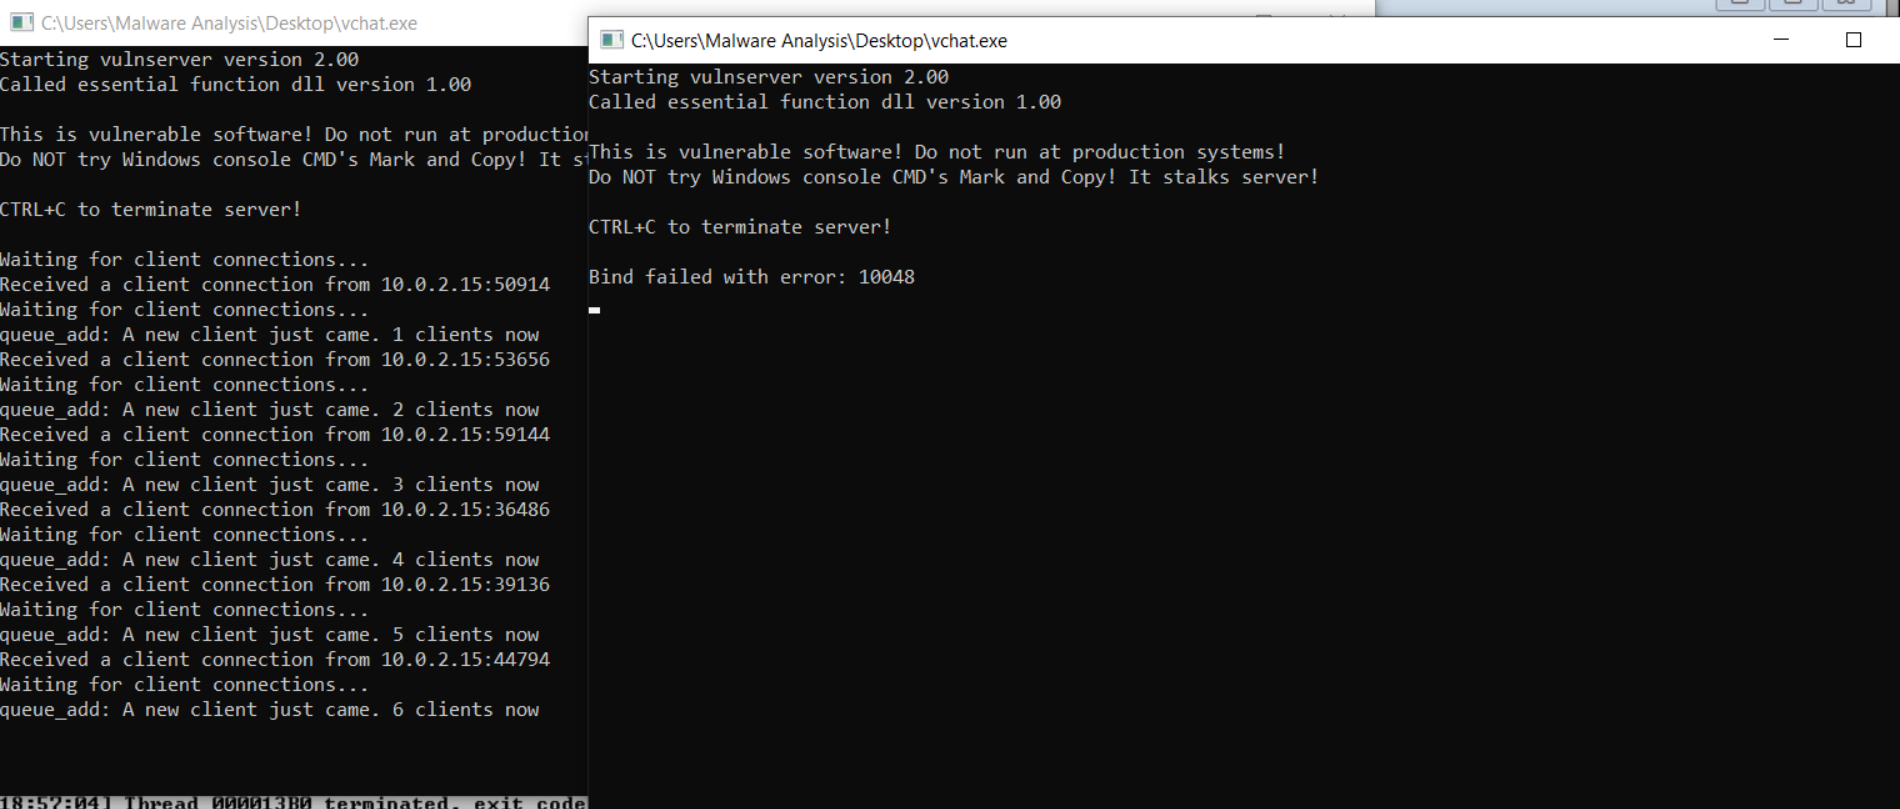 C:\Users\Malware Analysis\Desktop\vchat.exe
Starting vulnserver version 2.00
Called essential function dll version 1.00
This is vulnerable software! Do not run at production
Do NOT try Windows console CMD's Mark and Copy! It st
CTRL+C to terminate server!
Waiting for client connections...
Received a client connection from 10.0.2.15:50914
Waiting for client connections...
queue_add: A new client just came. 1 clients now
Received a client connection from 10.0.2.15:53656
Waiting for client connections...
queue_add: A new client just came. 2 clients now
Received a client connection from 10.0.2.15:59144
Waiting for client connections...
queue_add: A new client just came. 3 clients now
Received a client connection from 10.0.2.15:36486
Waiting for client connections...
queue_add: A new client just came. 4 clients now
Received a client connection from 10.0.2.15:39136
Waiting for client connections...
queue_add: A new client just came. 5 clients now
Received a client connection from 10.0.2.15:44794
Waiting for client connections...
queue_add: A new client just came. 6 clients now
18:57:04] Thread 000013B0 terminated, exit code
C:\Users\Malware Analysis\Desktop\vchat.exe
Starting vulnserver version 2.00
Called essential function dll version 1.00
This is vulnerable software! Do not run at production systems!
Do NOT try Windows console CMD's Mark and Copy! It stalks server!
CTRL+C to terminate server!
Bind failed with error: 10048